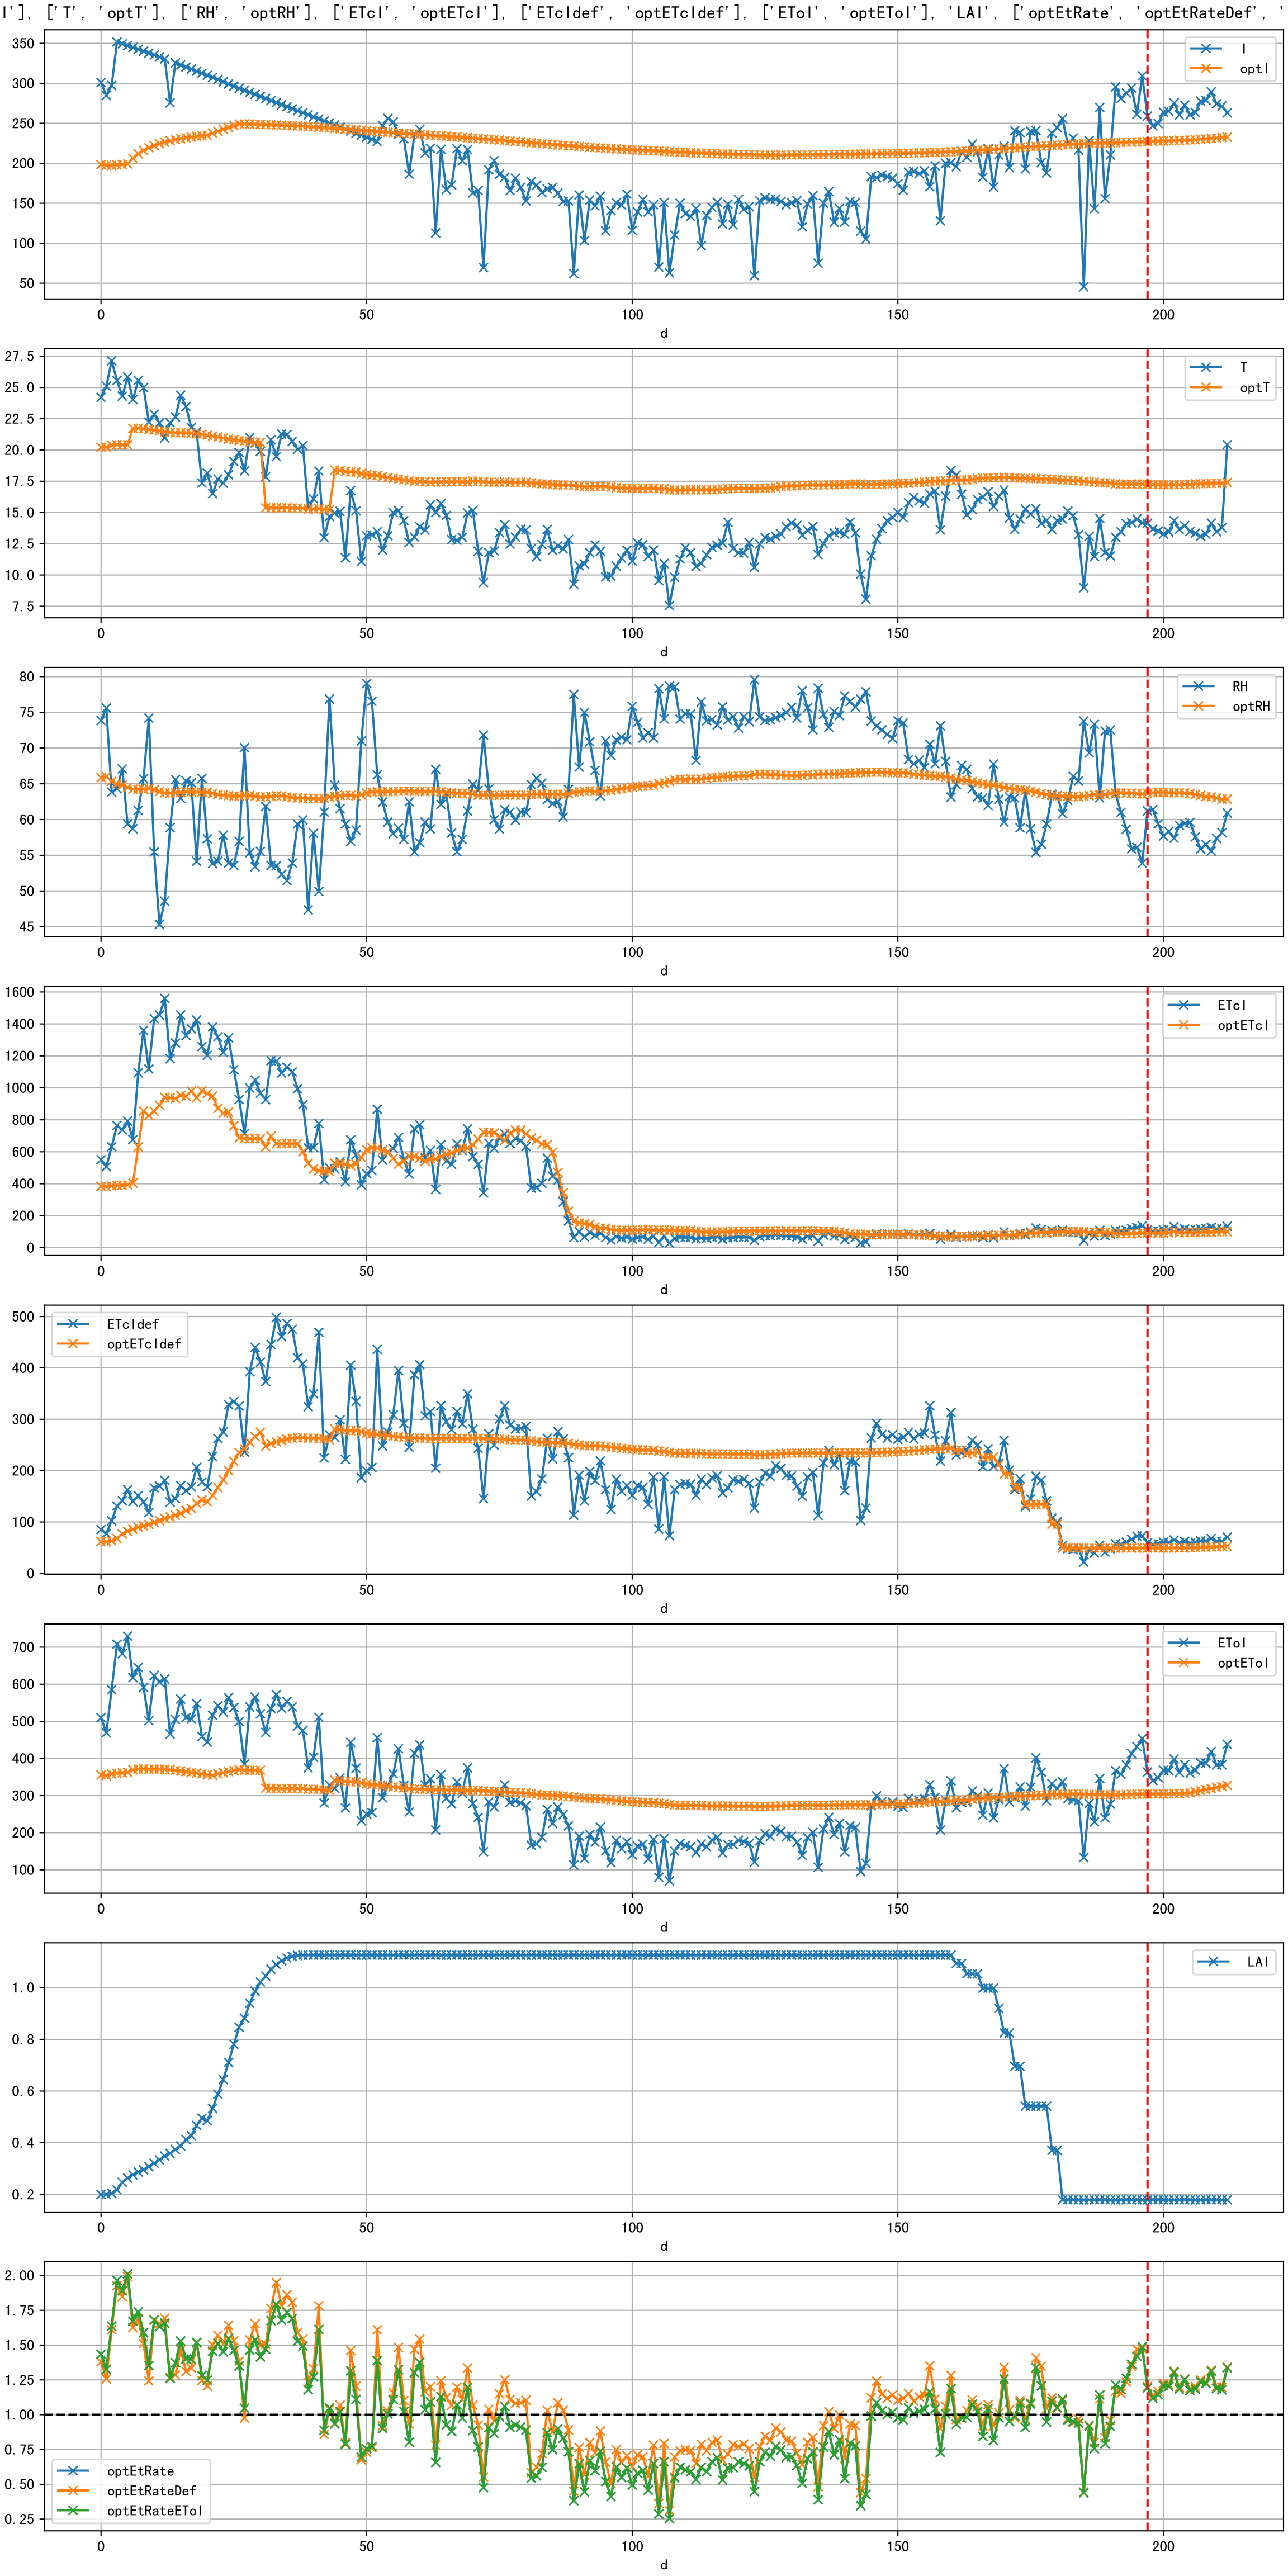 I'], ['T', 'optT'], ['RH', 'optRH'], ['ETcI', 'optETcI'], ['ETcIdef', 'optETcIdef'], ['EToI', 'optEToI'], 'LAI', ['optEtRate', 'optEtRateDef', '
350
300
250
200
150
100
50
I
optI
0 50 100 150 200
d
27.5
25.0
22.5
20.0
17.5
15.0
12.5
10.0
7.5
T
optT
0 50 100 150 200
d
80
75
70
65
60
55
50
45
RH
optRH
0 50 100 150 200
d
1600
1400
1200
1000
800
600
400
200
0
ETcI
optETcI
0 50 100 150 200
d
500
400
300
200
100
0
ETcIdef
optETcIdef
0 50 100 150 200
d
700
600
500
400
300
200
100
EToI
optEToI
0 50 100 150 200
d
1.0
0.8
0.6
0.4
0.2
LAI
0 50 100 150 200
d
2.00
1.75
1.50
1.25
1.00
0.75
0.50
0.25
optEtRate
optEtRateDef
optEtRateEToI
0 50 100 150 200
d